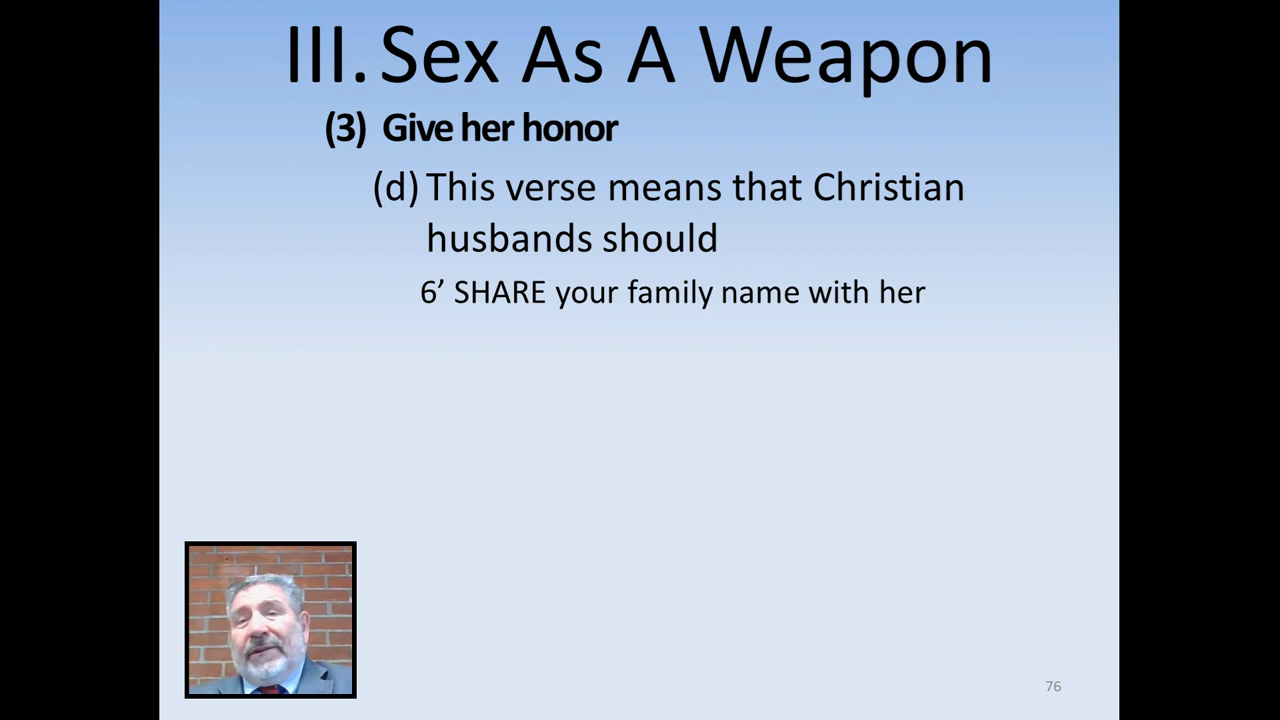 III. Sex As A Weapon
(3) Give her honor
(d) This verse means that Christian
husbands should
6’ SHARE your family name with her
76